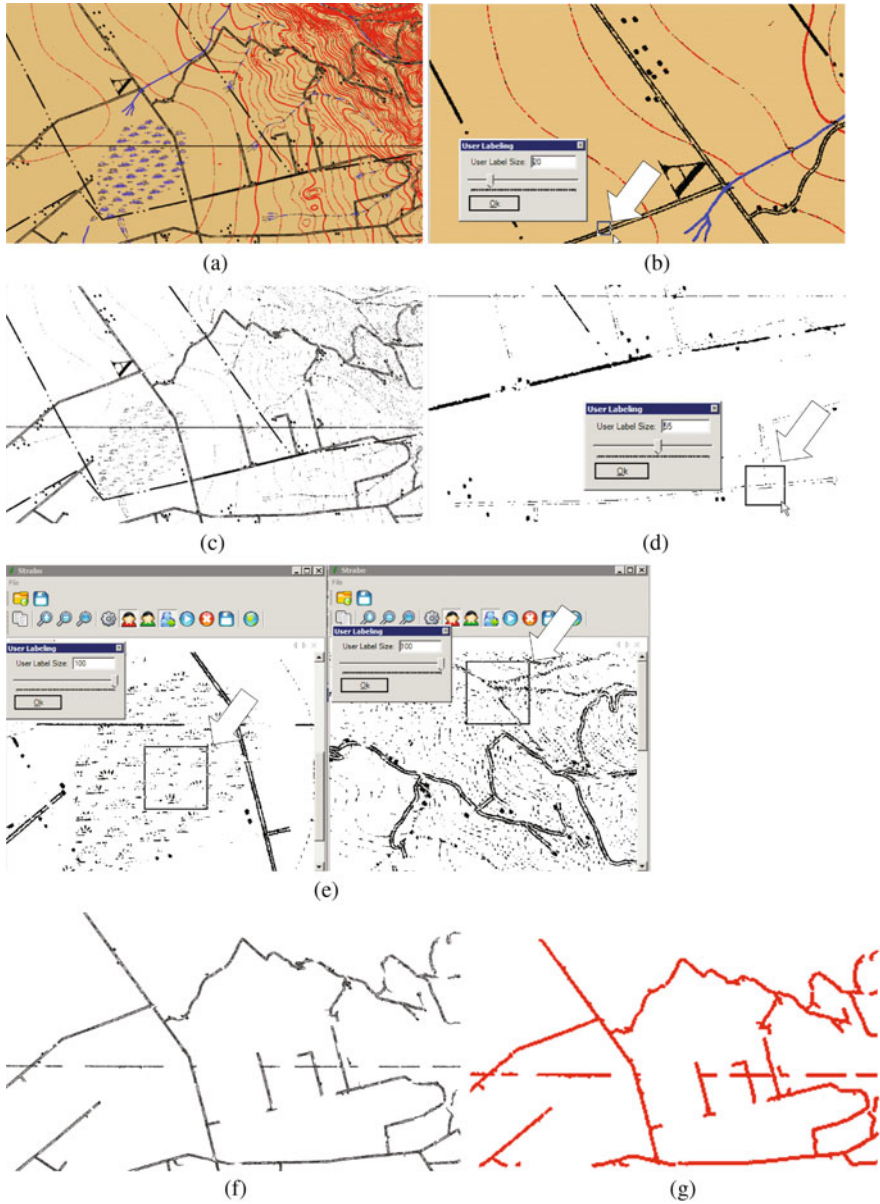 User Labeling
User Label Size: 20
Ok
(a)
(b)
User Labeling
User Label Size: 55
Ok
(c)
(d)
Strabo
File
User Labeling
User Label Size: 100
Ok
Strabo
File
User Labeling
User Label Size: 100
Ok
(e)
(f)
(g)